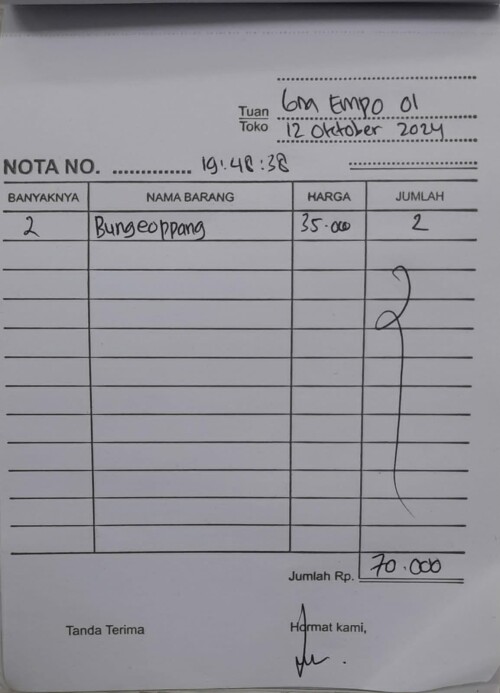 Tuan
Toko
Gm Empo 01
12 Oktober 2024
NOTA NO. .............. 19:48:38
BANYAKNYA NAMA BARANG HARGA JUMLAH
2 Bungeoppang 35.000 2
Jumlah Rp. 70.000
Tanda Terima Hormat kami,